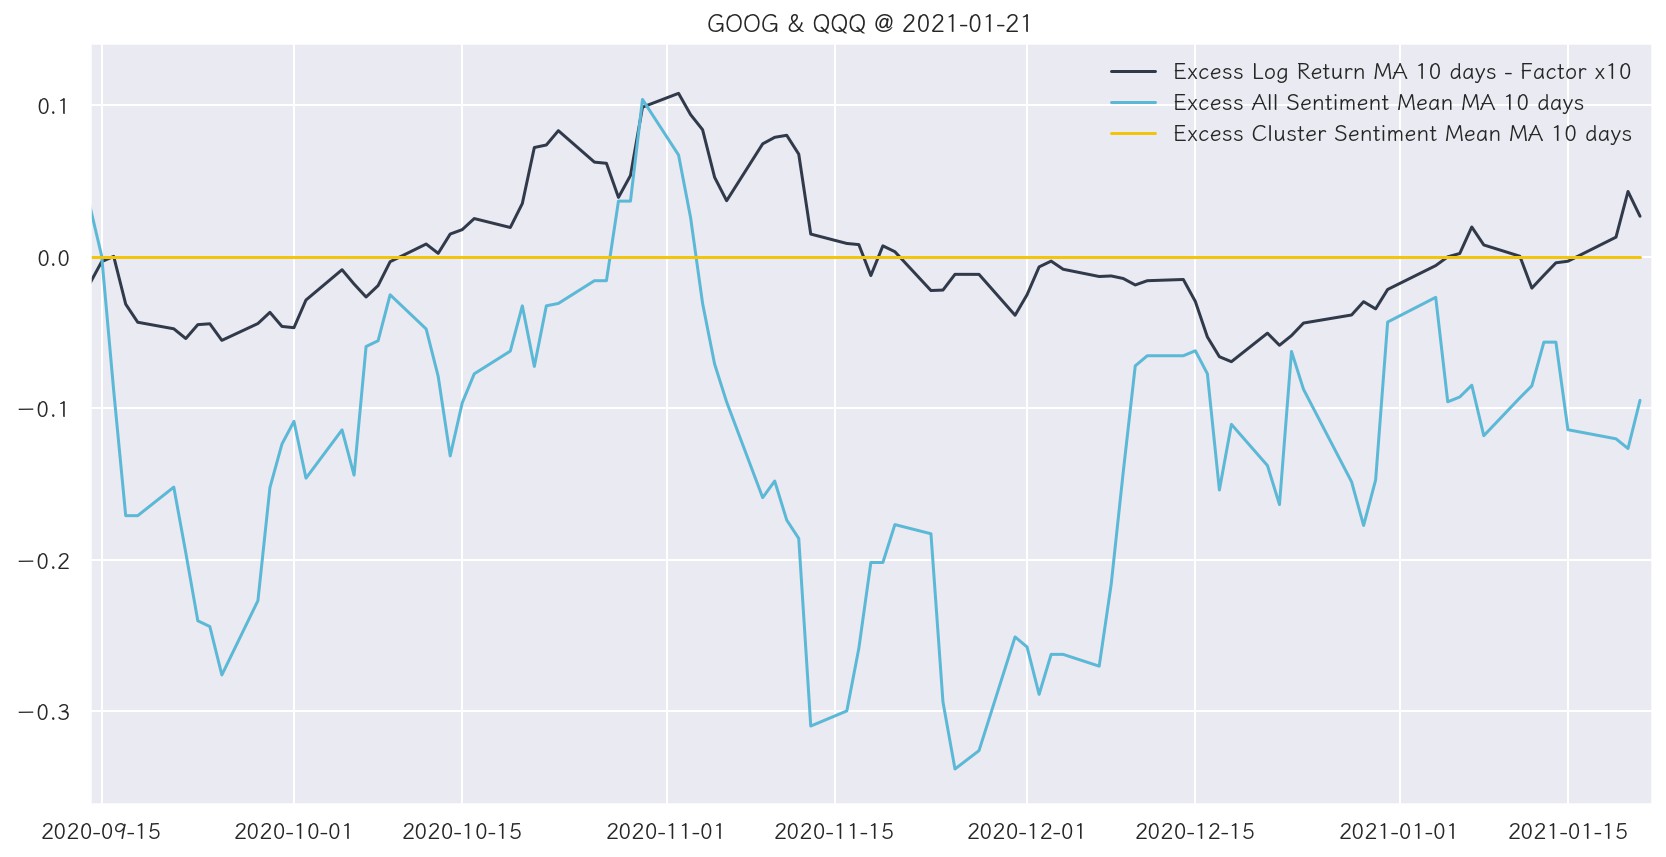 GOOG & QQQ @ 2021-01-21
Excess Log Return MA 10 days - Factor x10
Excess All Sentiment Mean MA 10 days
Excess Cluster Sentiment Mean MA 10 days
0.1
0.0
−0.1
−0.2
−0.3
2020-09-15 2020-10-01 2020-10-15 2020-11-01 2020-11-15 2020-12-01 2020-12-15 2021-01-01 2021-01-15